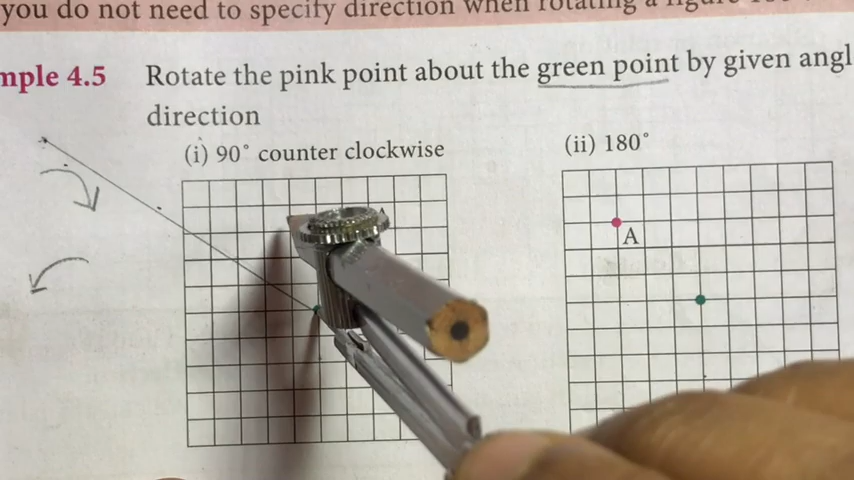 you do not need to specify direction when rotating a figure
mple 4.5 Rotate the pink point about the green point by given angl
direction
(i) 90° counter clockwise
(ii) 180°
A
A